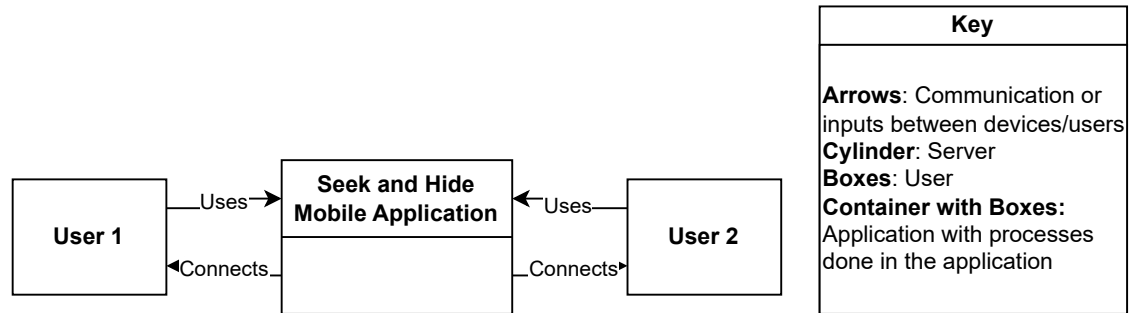 Key
Arrows: Communication or
inputs between devices/users
Cylinder: Server
Boxes: User
Container with Boxes:
Application with processes
done in the application
Seek and Hide
Mobile Application
User 1
Uses
Uses
User 2
Connects
Connects